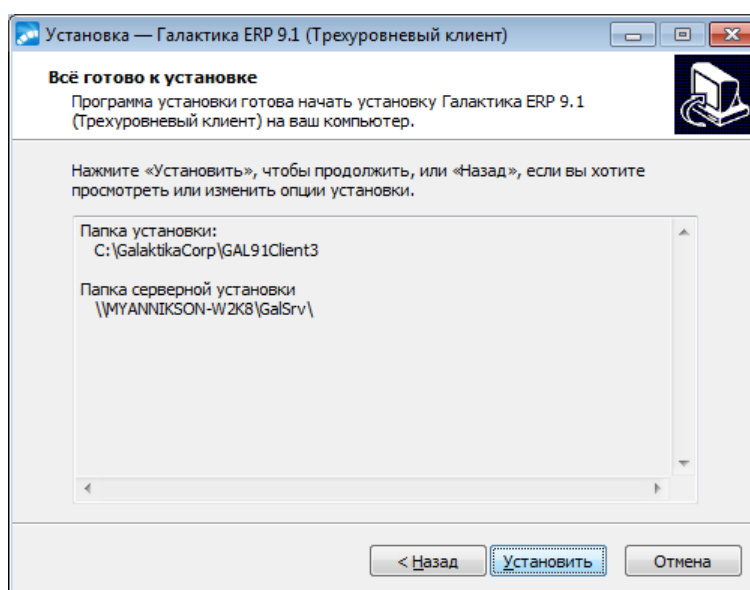 Установка — Галактика ERP 9.1 (Трехуровневый клиент)
Всё готово к установке
Программа установки готова начать установку Галактика ERP 9.1
(Трехуровневый клиент) на ваш компьютер.
Нажмите «Установить», чтобы продолжить, или «Назад», если вы хотите
просмотреть или изменить опции установки.
Папка установки:
C:\GalaktikaCorp\GAL91Client3
Папка серверной установки
\\MYANNIKSON-W2K8\GalSrv\
< Назад
Установить
Отмена